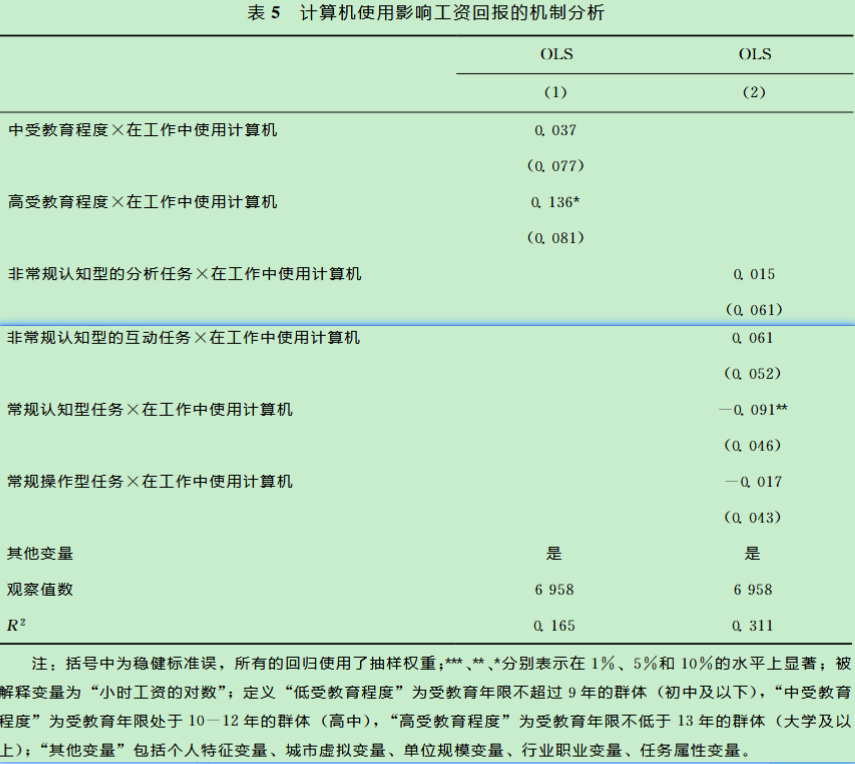 表 5 计算机使用影响工资回报的机制分析
OLS OLS
(1) (2)
中受教育程度×在工作中使用计算机 0.037
(0.077)
高受教育程度×在工作中使用计算机 0.136*
(0.081)
非常规认知型的分析任务×在工作中使用计算机 0.015
(0.061)
非常规认知型的互动任务×在工作中使用计算机 0.061
(0.052)
常规认知型任务×在工作中使用计算机 —0.091**
(0.046)
常规操作型任务×在工作中使用计算机 —0.017
(0.043)
其他变量 是 是
观察值数 6 958 6 958
R² 0.165 0.311
注：括号中为稳健标准误，所有的回归使用了抽样权重；***、**、*分别表示在 1%、5%和 10%的水平上显著；被
解释变量为“小时工资的对数”；定义“低受教育程度”为受教育年限不超过 9 年的群体（初中及以下），“中受教育
程度”为受教育年限处于 10—12 年的群体（高中），“高受教育程度”为受教育年限不低于 13 年的群体（大学及以
上）；“其他变量”包括个人特征变量、城市虚拟变量、单位规模变量、行业职业变量、任务属性变量。